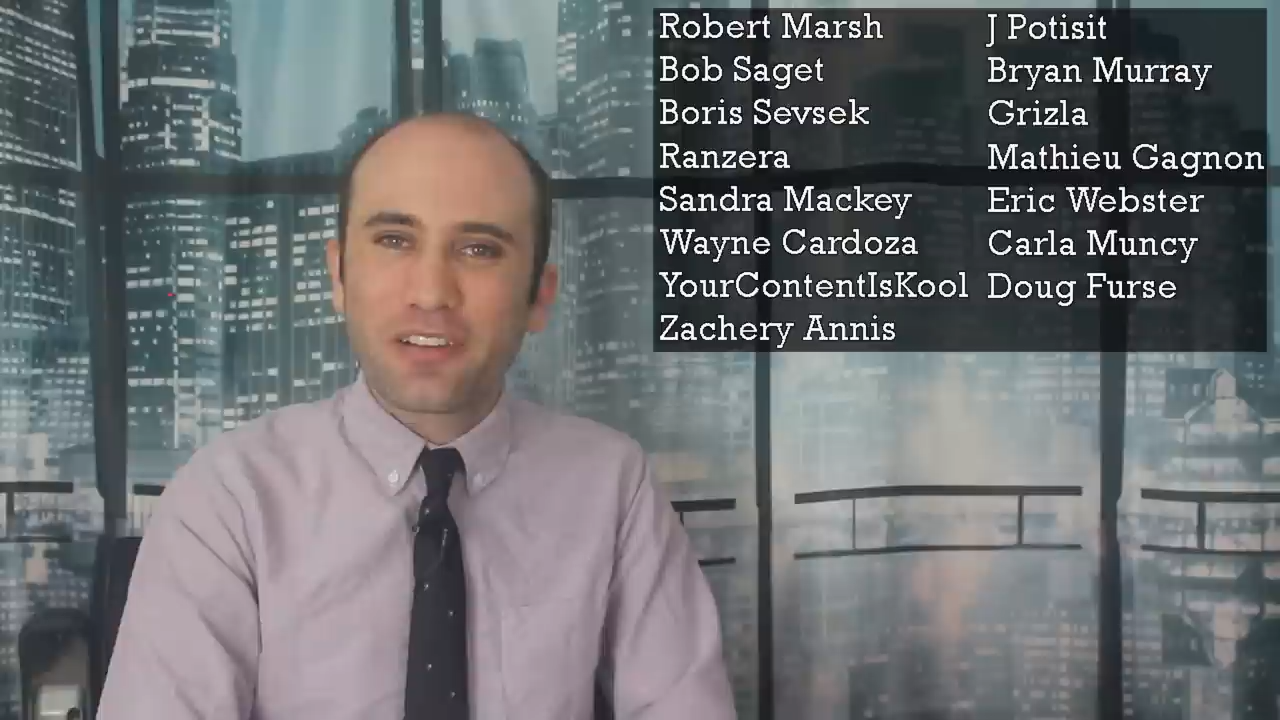 Robert Marsh
Bob Saget
Boris Sevsek
Ranzera
Sandra Mackey
Wayne Cardoza
YourContentIsKool
Zachery Annis
J Potisit
Bryan Murray
Grizla
Mathieu Gagnon
Eric Webster
Carla Muncy
Doug Furse